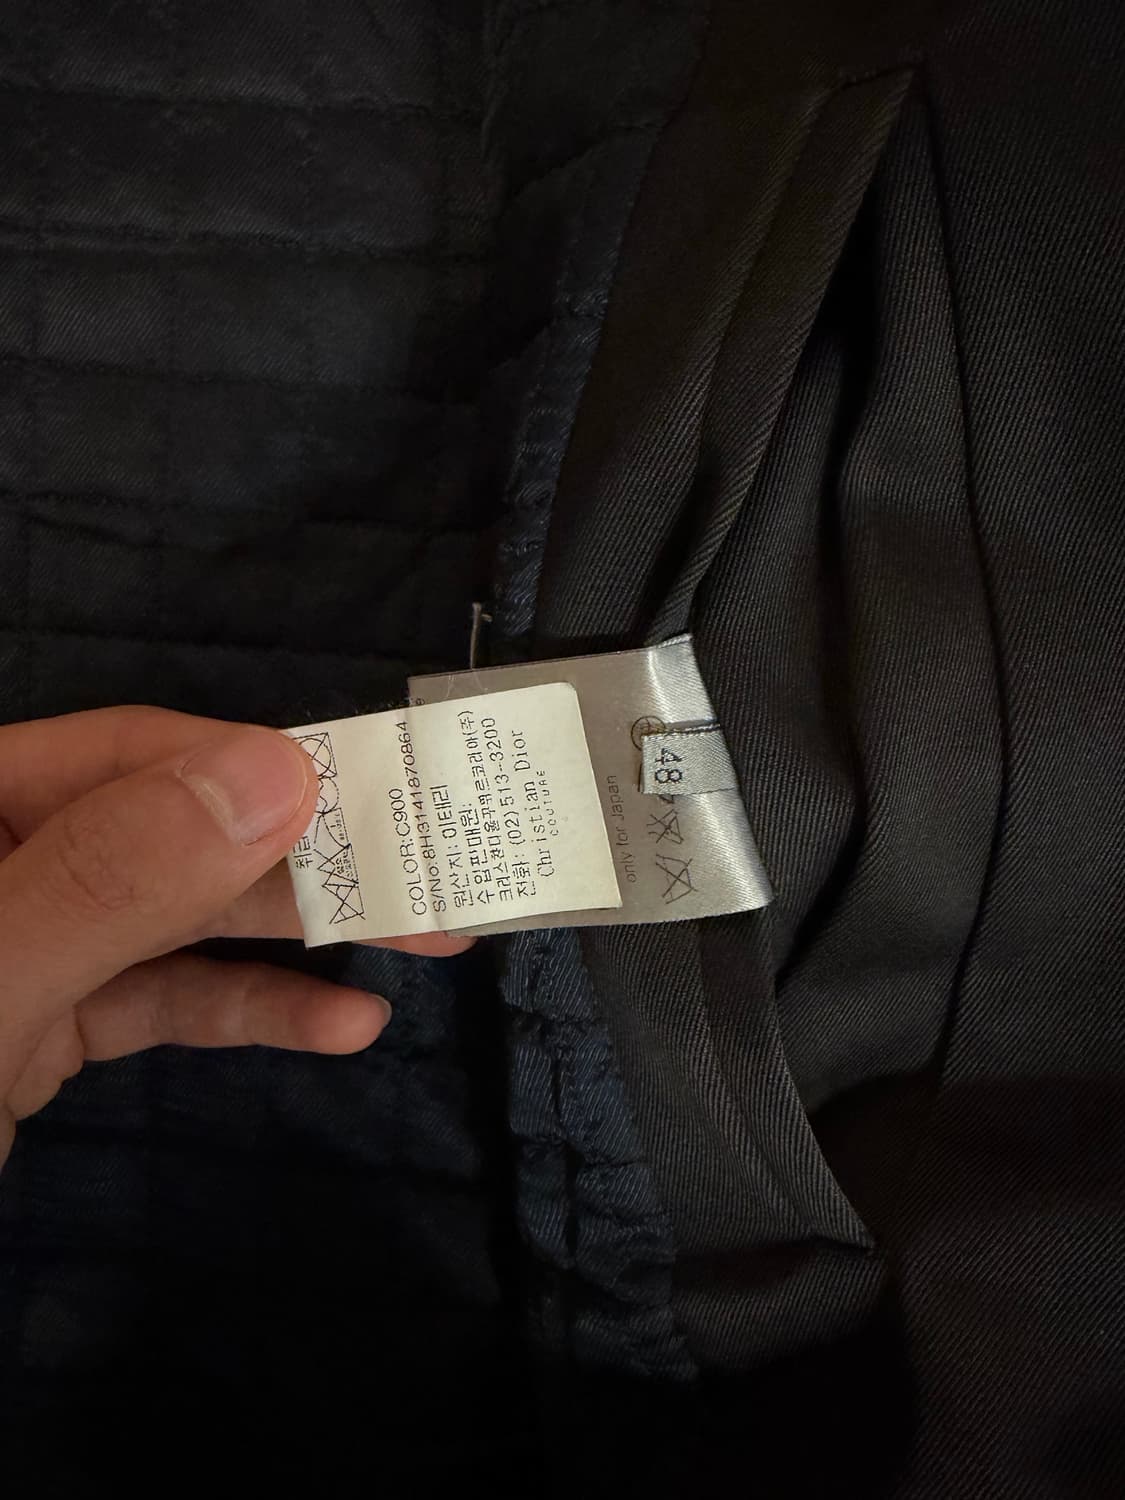 취급
COLOR:C900
S/No:8H3141870864
원산지: 이태리
수입판매원:
크리스챤디올꾸뛰르코리아(주)
전화: (02)513-3200
Christian Dior
COUTURE
only for Japan
48